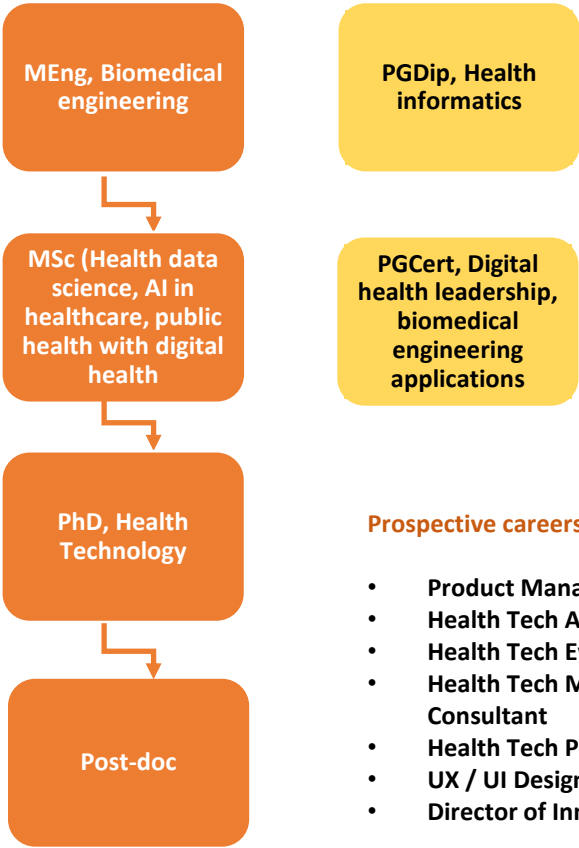 MEng, Biomedical
engineering
PGDip, Health
informatics
MSc (Health data
science, AI in
healthcare, public
health with digital
health
PGCert, Digital
health leadership,
biomedical
engineering
applications
PhD, Health
Technology
Post-doc
Prospective careers
• Product
• Health Tech
• Health Tech
• Health Tech
Consultant
• Health Tech
• UX / UI
• Director of